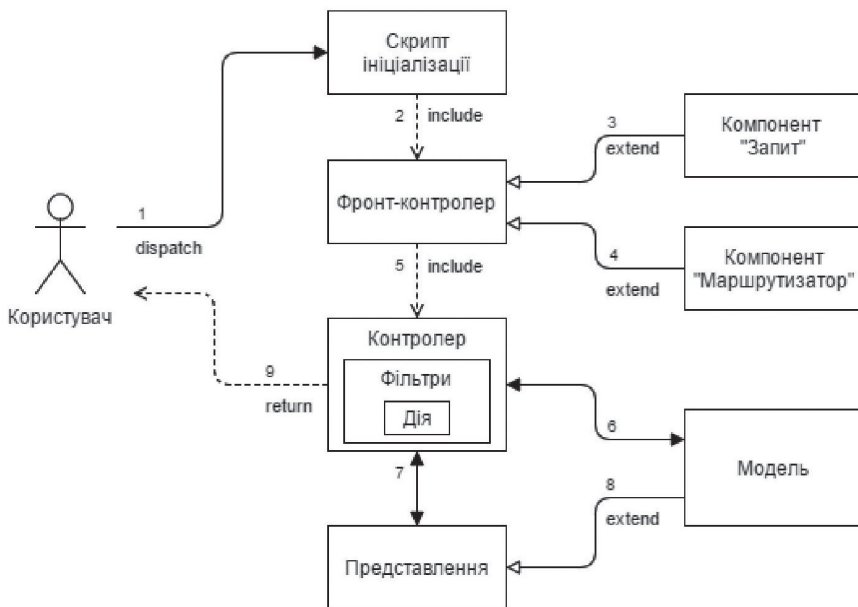 Скрипт
ініціалізації
2 include
3
extend
Компонент
"Запит"
Фронт-контролер
1
dispatch
4
extend
Компонент
"Маршрутизатор"
5 include
Користувач
Контролер
Фільтри
Дія
9
return
6
Модель
7
8
extend
Представлення